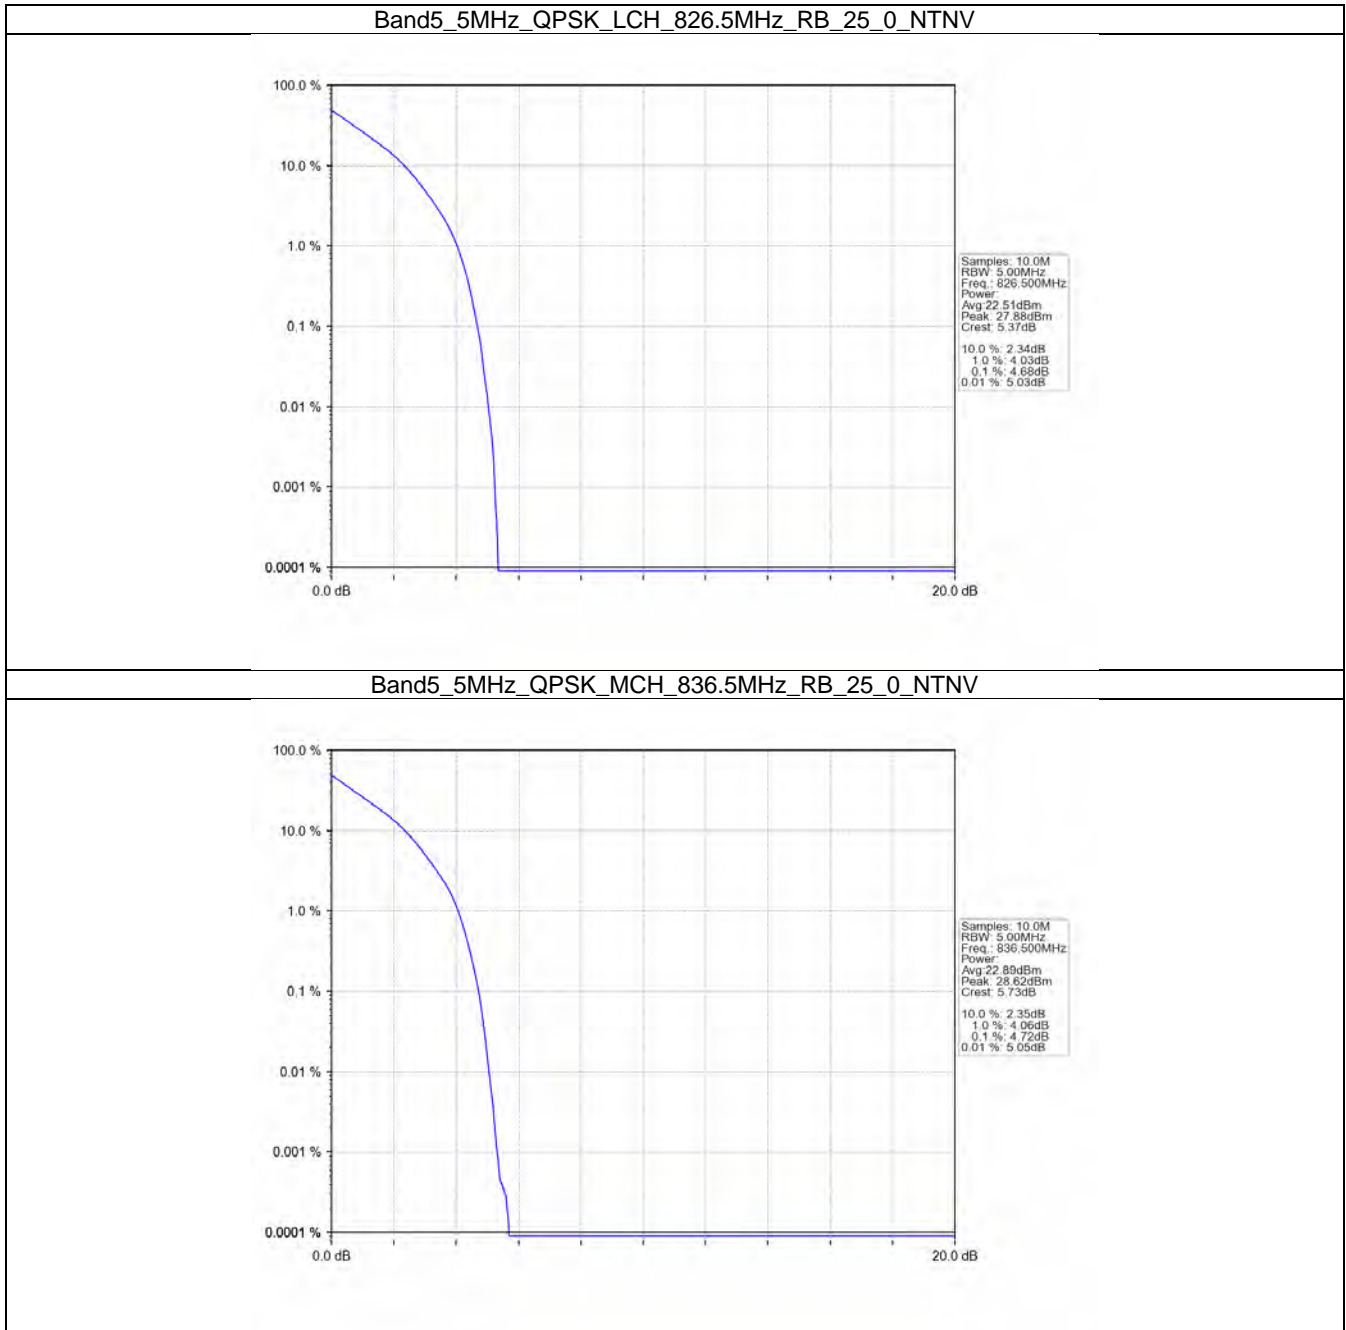 Band5_5MHz_QPSK_LCH_826.5MHz_RB_25_0_NTNV
100.0 %
10.0 %
1.0 %
0.1 %
0.01 %
0.001 %
0.0001 %
0.0 dB
20.0 dB
Samples: 10.0M
RBW: 5.00MHz
Freq.: 826.500MHz
Power:
Avg:22.51dBm
Peak: 27.88dBm
Crest: 5.37dB
10.0 %: 2.34dB
1.0 %: 4.03dB
0.1 %: 4.68dB
0.01 %: 5.03dB
Band5_5MHz_QPSK_MCH_836.5MHz_RB_25_0_NTNV
100.0 %
10.0 %
1.0 %
0.1 %
0.01 %
0.001 %
0.0001 %
0.0 dB
20.0 dB
Samples: 10.0M
RBW: 5.00MHz
Freq.: 836.500MHz
Power:
Avg:22.89dBm
Peak: 28.62dBm
Crest: 5.73dB
10.0 %: 2.35dB
1.0 %: 4.06dB
0.1 %: 4.72dB
0.01 %: 5.05dB